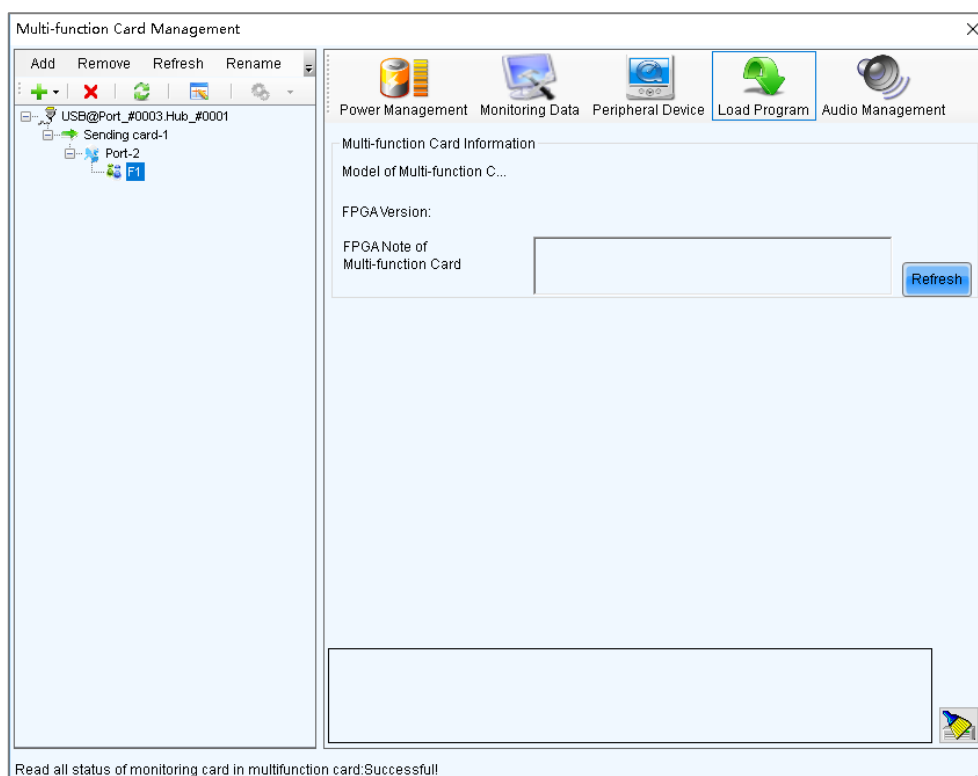 Multi-function Card Management
Add Remove Refresh Rename
USB@Port_#0003.Hub_#0001
Sending card-1
Port-2
F1
Power Management Monitoring Data Peripheral Device Load Program Audio Management
Multi-function Card Information
Model of Multi-function C...
FPGA Version:
FPGA Note of
Multi-function Card
Refresh
Read all status of monitoring card in multifunction card:Successful!